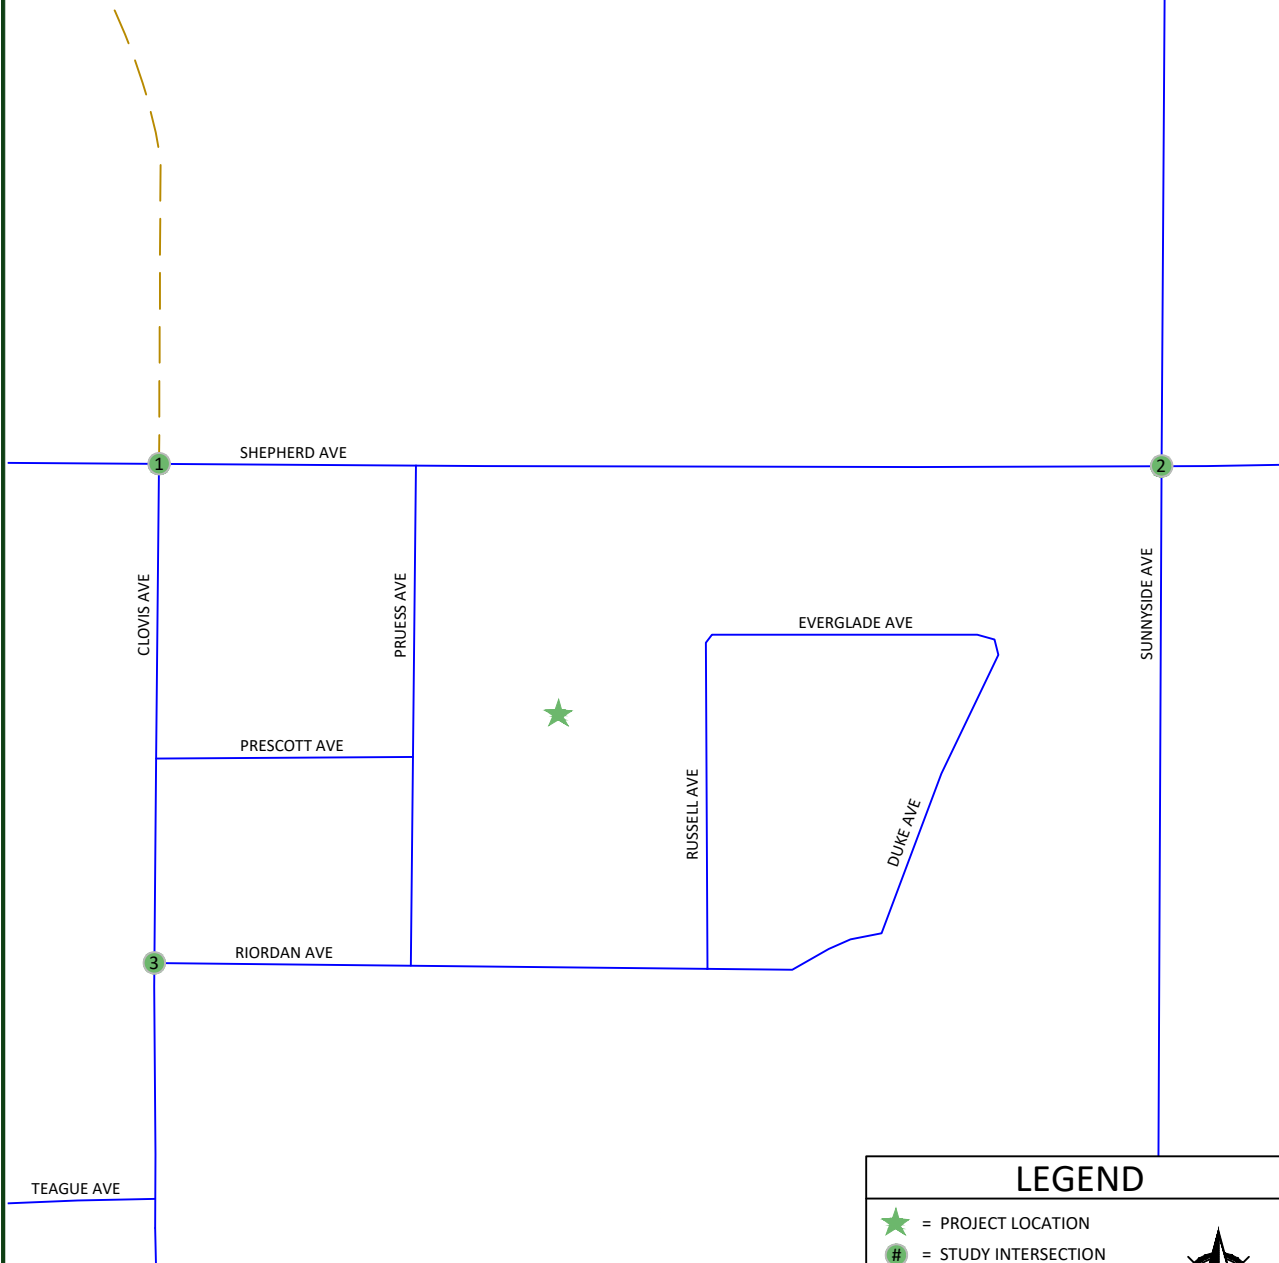 SHEPHERD AVE
1
2
CLOVIS AVE
PRUESS AVE
SUNNYSIDE AVE
EVERGLADE AVE
PRESCOTT AVE
RUSSELL AVE
DUKE AVE
RIORDAN AVE
3
TEAGUE AVE
LEGEND
= PROJECT LOCATION
# = STUDY INTERSECTION